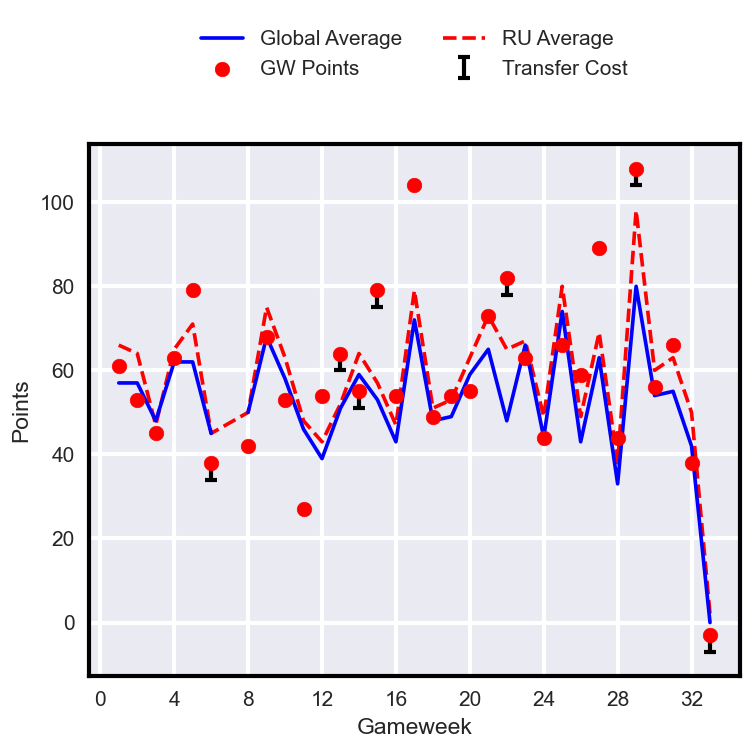 Global Average
RU Average
GW Points
Transfer Cost
100
80
60
40
20
0
Points
0 4 8 12 16 20 24 28 32
Gameweek